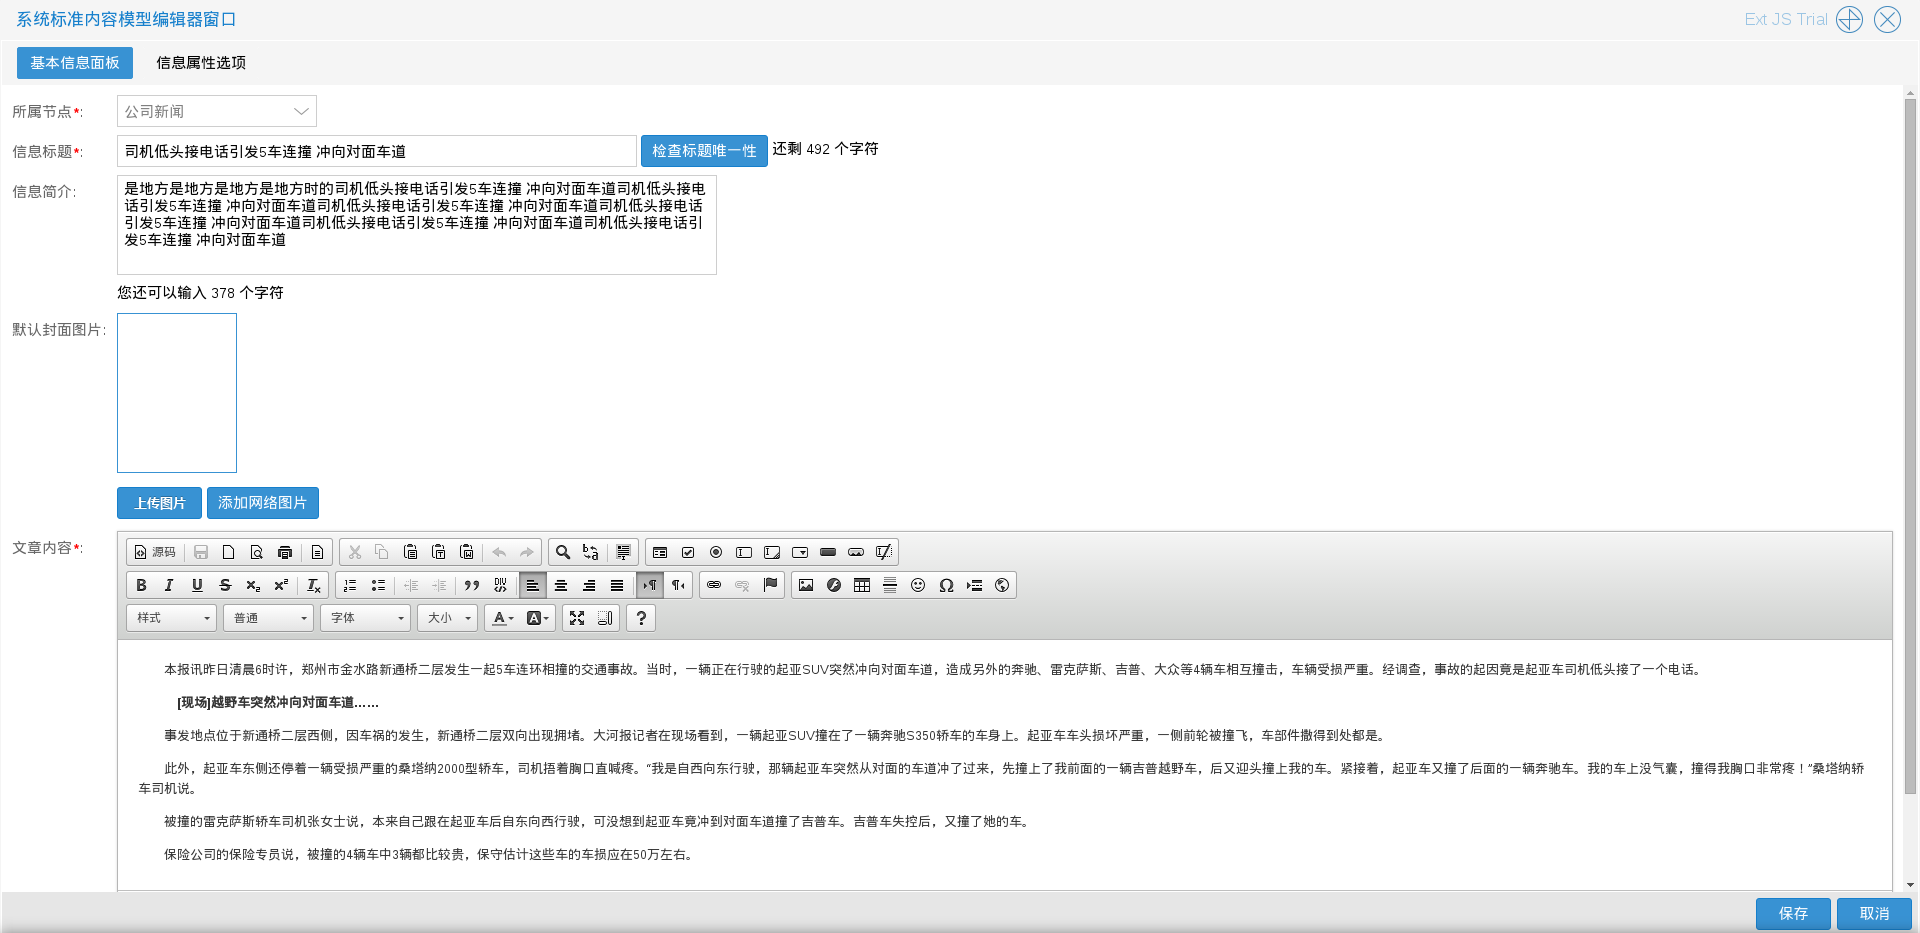 系统标准内容模型编辑器窗口
Ext JS Trial
基本信息面板 信息属性选项
所属节点*: 公司新闻
信息标题*: 司机低头接电话引发5车连撞 冲向对面车道 检查标题唯一性 还剩 492 个字符
信息简介: 是地方是地方是地方是地方时的司机低头接电话引发5车连撞 冲向对面车道司机低头接电
话引发5车连撞 冲向对面车道司机低头接电话引发5车连撞 冲向对面车道司机低头接电话
引发5车连撞 冲向对面车道司机低头接电话引发5车连撞 冲向对面车道司机低头接电话引
发5车连撞 冲向对面车道
您还可以输入 378 个字符
默认封面图片:
上传图片 添加网络图片
文章内容*:
源码
样式 普通 字体 大小
本报讯昨日清晨6时许，郑州市金水路新通桥二层发生一起5车连环相撞的交通事故。当时，一辆正在行驶的起亚SUV突然冲向对面车道，造成另外的奔驰、雷克萨斯、吉普、大众等4辆车相互撞击，车辆受损严重。经调查，事故的起因竟是起亚车司机低头接了一个电话。
[现场]越野车突然冲向对面车道……
事发地点位于新通桥二层西侧，因车祸的发生，新通桥二层双向出现拥堵。大河报记者在现场看到，一辆起亚SUV撞在了一辆奔驰S350轿车的车身上。起亚车车头损坏严重，一侧前轮被撞飞，车部件撒得到处都是。
此外，起亚车东侧还停着一辆受损严重的桑塔纳2000型轿车，司机捂着胸口直喊疼。“我是自西向东行驶，那辆起亚车突然从对面的车道冲了过来，先撞上了我前面的一辆吉普越野车，后又迎头撞上我的车。紧接着，起亚车又撞了后面的一辆奔驰车。我的车上没气囊，撞得我胸口非常疼！”桑塔纳轿
车司机说。
被撞的雷克萨斯轿车司机张女士说，本来自己跟在起亚车后自东向西行驶，可没想到起亚车竟冲到对面车道撞了吉普车。吉普车失控后，又撞了她的车。
保险公司的保险专员说，被撞的4辆车中3辆都比较贵，保守估计这些车的车损应在50万左右。
保存 取消